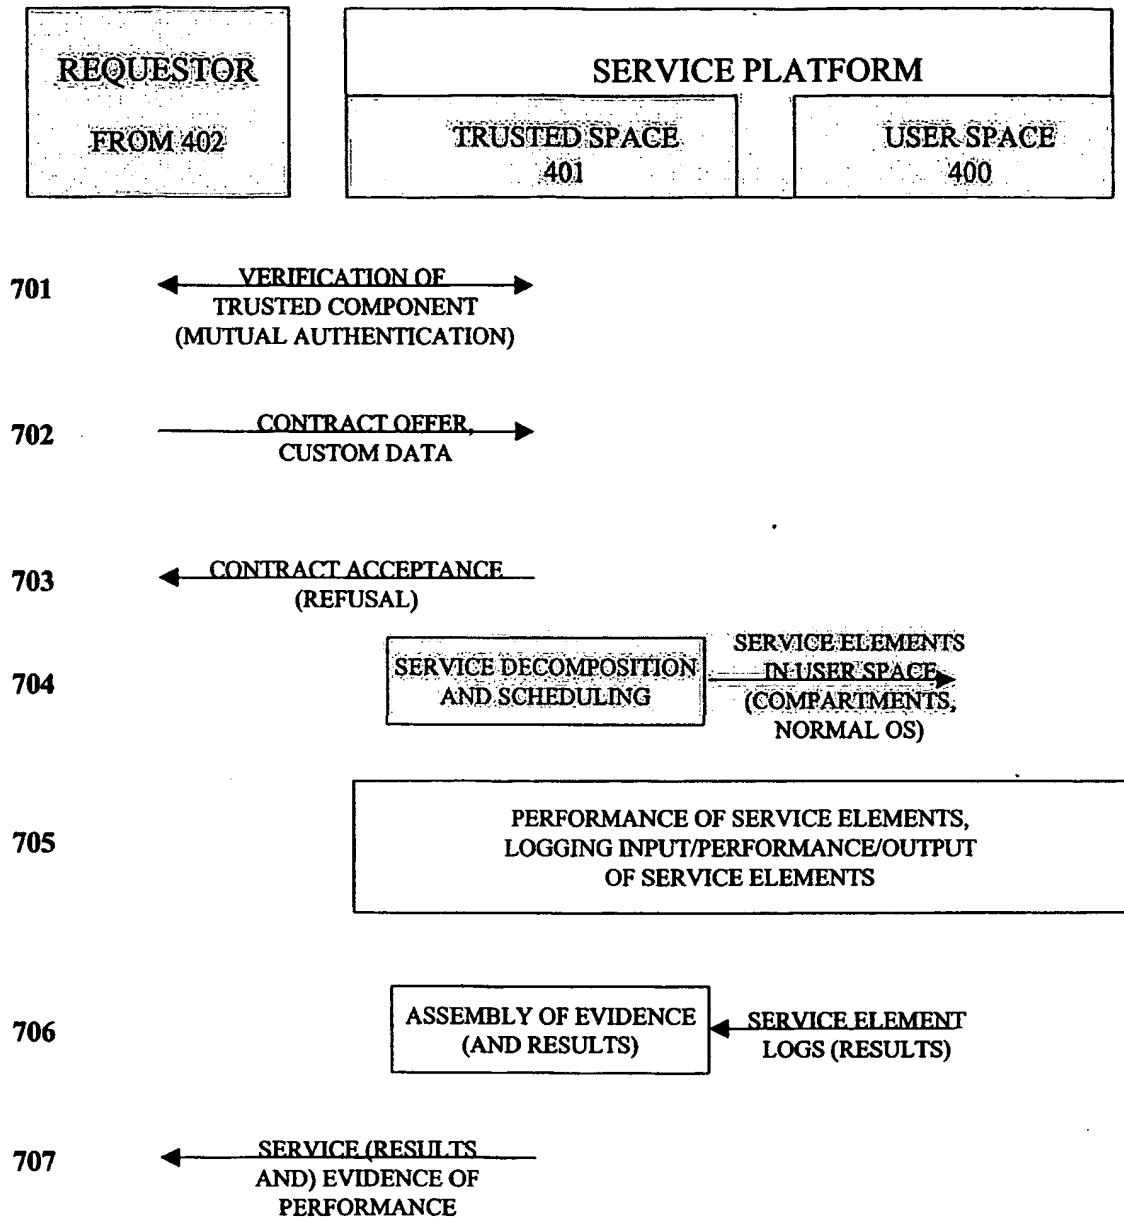 REQUESTOR
FROM 402
SERVICE PLATFORM
TRUSTED SPACE
401
USER SPACE
400
701
VERIFICATION OF
TRUSTED COMPONENT
(MUTUAL AUTHENTICATION)
702
CONTRACT OFFER,
CUSTOM DATA
703
CONTRACT ACCEPTANCE
(REFUSAL)
704
SERVICE DECOMPOSITION
AND SCHEDULING
SERVICE ELEMENTS
IN USER SPACE
(COMPARTMENTS,
NORMAL OS)
705
PERFORMANCE OF SERVICE ELEMENTS,
LOGGING INPUT/PERFORMANCE/OUTPUT
OF SERVICE ELEMENTS
706
ASSEMBLY OF EVIDENCE
(AND RESULTS)
SERVICE ELEMENT
LOGS (RESULTS)
707
SERVICE (RESULTS
AND) EVIDENCE OF
PERFORMANCE